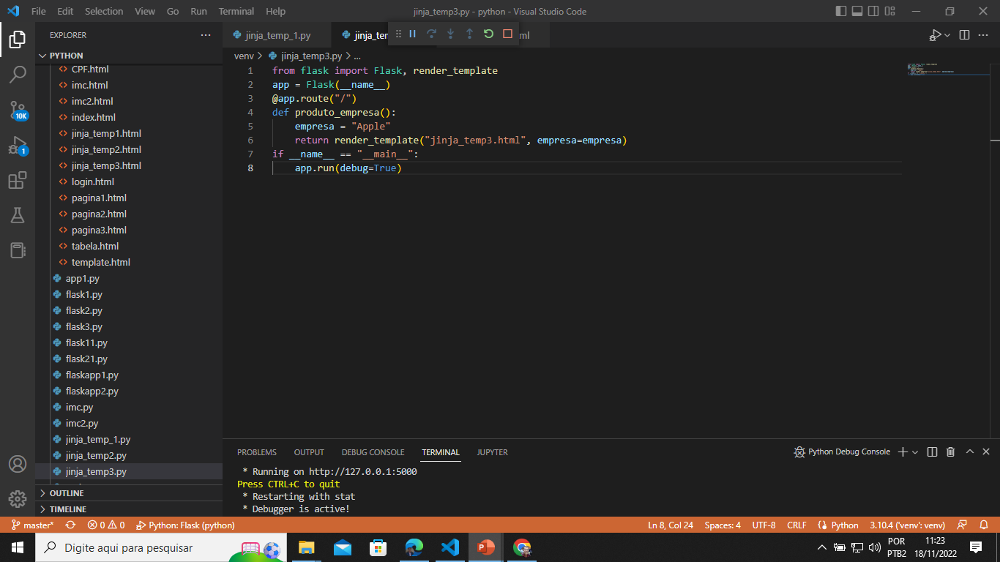 File Edit Selection View Go Run Terminal Help
jinja_temp3.py - python - Visual Studio Code
EXPLORER
PYTHON
CPF.html
imc.html
imc2.html
index.html
jinja_temp1.html
jinja_temp2.html
jinja_temp3.html
login.html
pagina1.html
pagina2.html
pagina3.html
tabela.html
template.html
app1.py
flask1.py
flask2.py
flask3.py
flask11.py
flask21.py
flaskapp1.py
flaskapp2.py
imc.py
imc2.py
jinja_temp_1.py
jinja_temp2.py
jinja_temp3.py
OUTLINE
TIMELINE
10K
1
jinja_temp_1.py jinja_tem ml
venv > jinja_temp3.py > ...
1 from flask import Flask, render_template
2 app = Flask(__name__)
3 @app.route("/")
4 def produto_empresa():
5 empresa = "Apple"
6 return render_template("jinja_temp3.html", empresa=empresa)
7 if __name__ == "__main__":
8 app.run(debug=True)
PROBLEMS OUTPUT DEBUG CONSOLE TERMINAL JUPYTER
Python Debug Console
* Running on http://127.0.0.1:5000
Press CTRL+C to quit
* Restarting with stat
* Debugger is active!
master* 0 0 Python: Flask (python)
Ln 8, Col 24 Spaces: 4 UTF-8 CRLF Python 3.10.4 ('venv': venv)
Digite aqui para pesquisar
POR
PTB2
11:23
18/11/2022